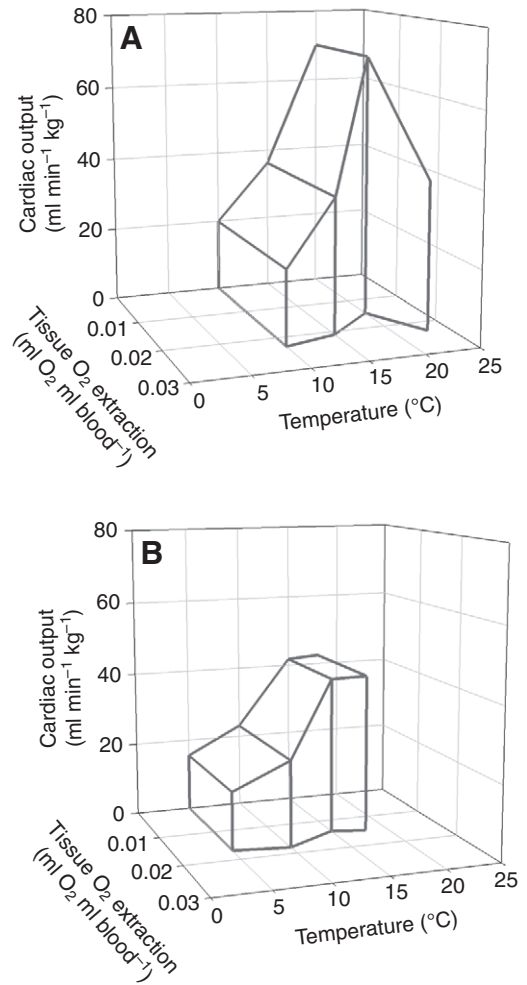 A
80
60
40
20
0
Cardiac output
(ml min⁻¹ kg⁻¹)
0.01
0.02
0.03
Tissue O₂ extraction
(ml O₂ ml blood⁻¹)
0
5
10
15
20
25
Temperature (°C)
B
80
60
40
20
0
Cardiac output
(ml min⁻¹ kg⁻¹)
0.01
0.02
0.03
Tissue O₂ extraction
(ml O₂ ml blood⁻¹)
0
5
10
15
20
25
Temperature (°C)